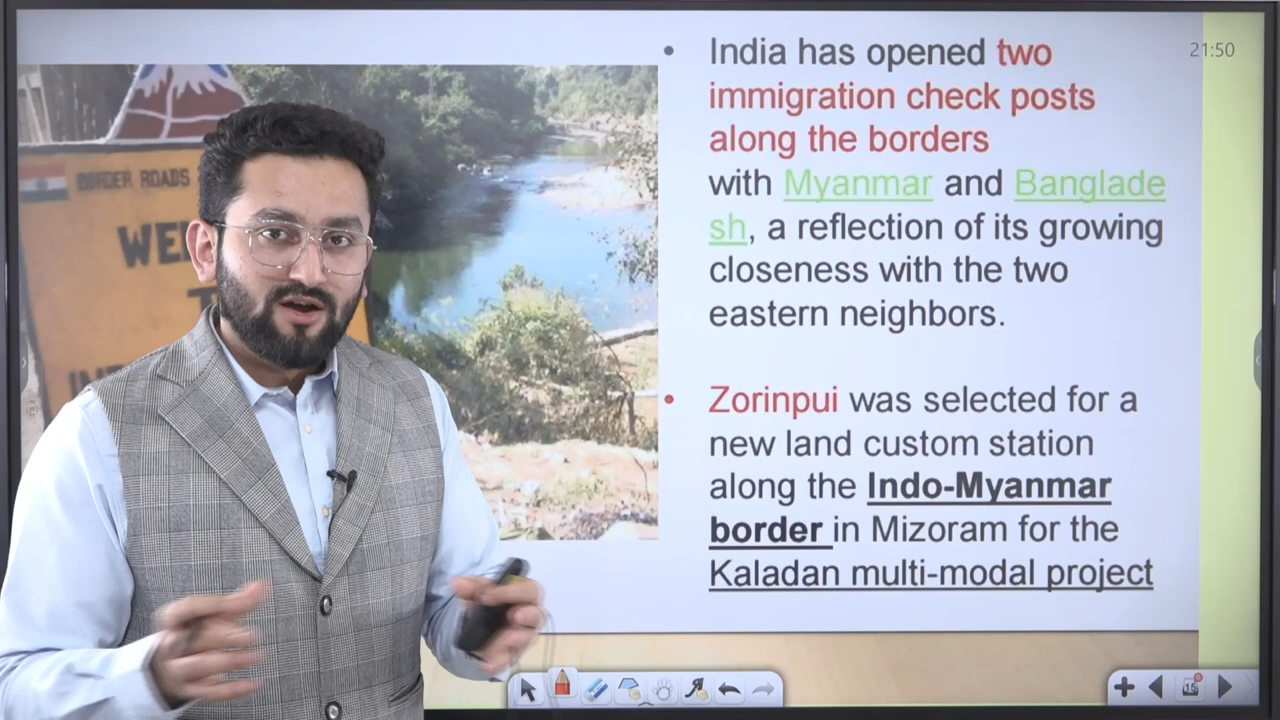 BORDER ROADS
WE
T
IN
• India has opened two
immigration check posts
along the borders
with Myanmar and Banglade
sh, a reflection of its growing
closeness with the two
eastern neighbors.
• Zorinpui was selected for a
new land custom station
along the Indo-Myanmar
border in Mizoram for the
Kaladan multi-modal project
21:50
15